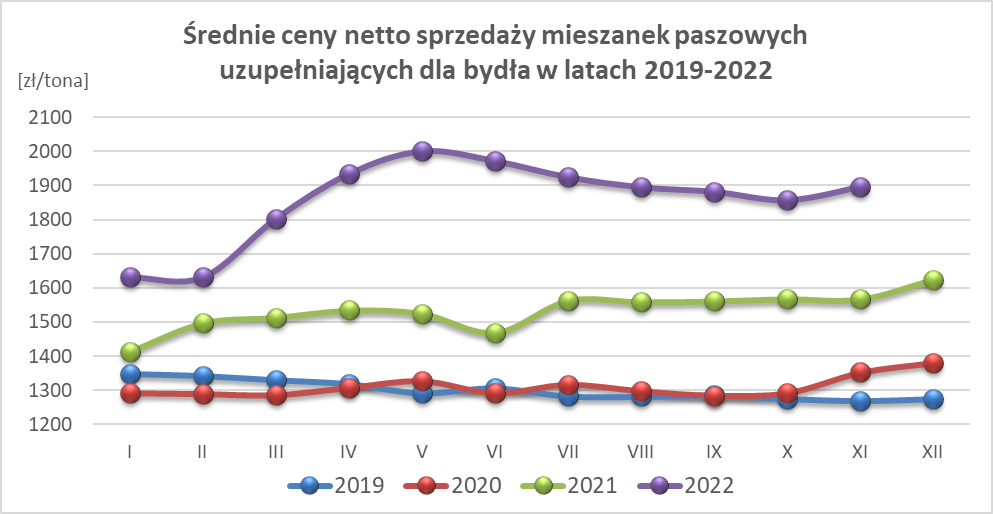 Średnie ceny netto sprzedaży mieszanek paszowych
uzupełniających dla bydła w latach 2019-2022
[zł/tona]
2100
2000
1900
1800
1700
1600
1500
1400
1300
1200
I II III IV V VI VII VIII IX X XI XII
2019 2020 2021 2022